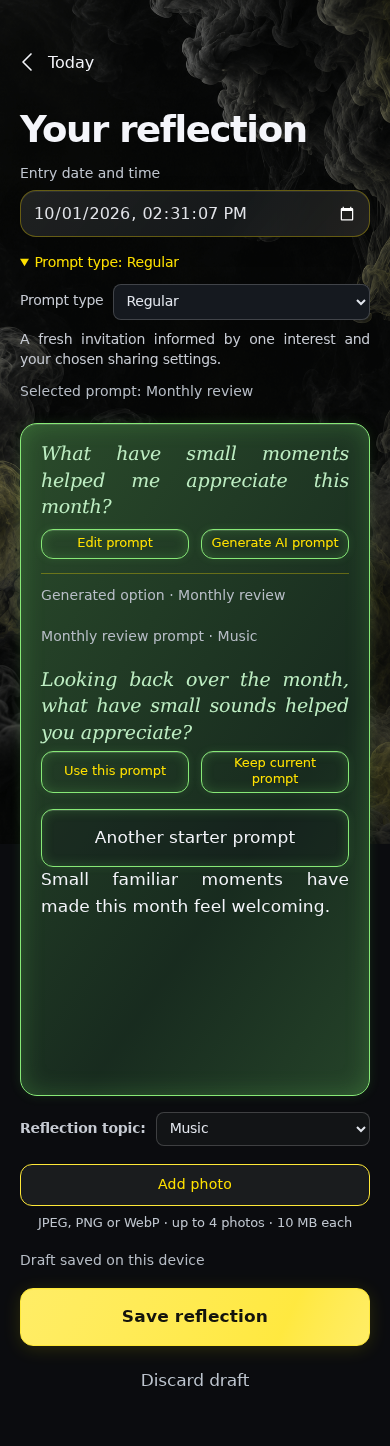 Today
Your reflection
Entry date and time
10/01/2026, 02:31:07 PM
▼ Prompt type: Regular
Prompt type
Regular
A fresh invitation informed by one interest and
your chosen sharing settings.
Selected prompt: Monthly review
What have small moments
helped me appreciate this
month?
Edit prompt
Generate AI prompt
Generated option · Monthly review
Monthly review prompt · Music
Looking back over the month,
what have small sounds helped
you appreciate?
Use this prompt
Keep current
prompt
Another starter prompt
Small familiar moments have
made this month feel welcoming.
Reflection topic:
Music
Add photo
JPEG, PNG or WebP · up to 4 photos · 10 MB each
Draft saved on this device
Save reflection
Discard draft